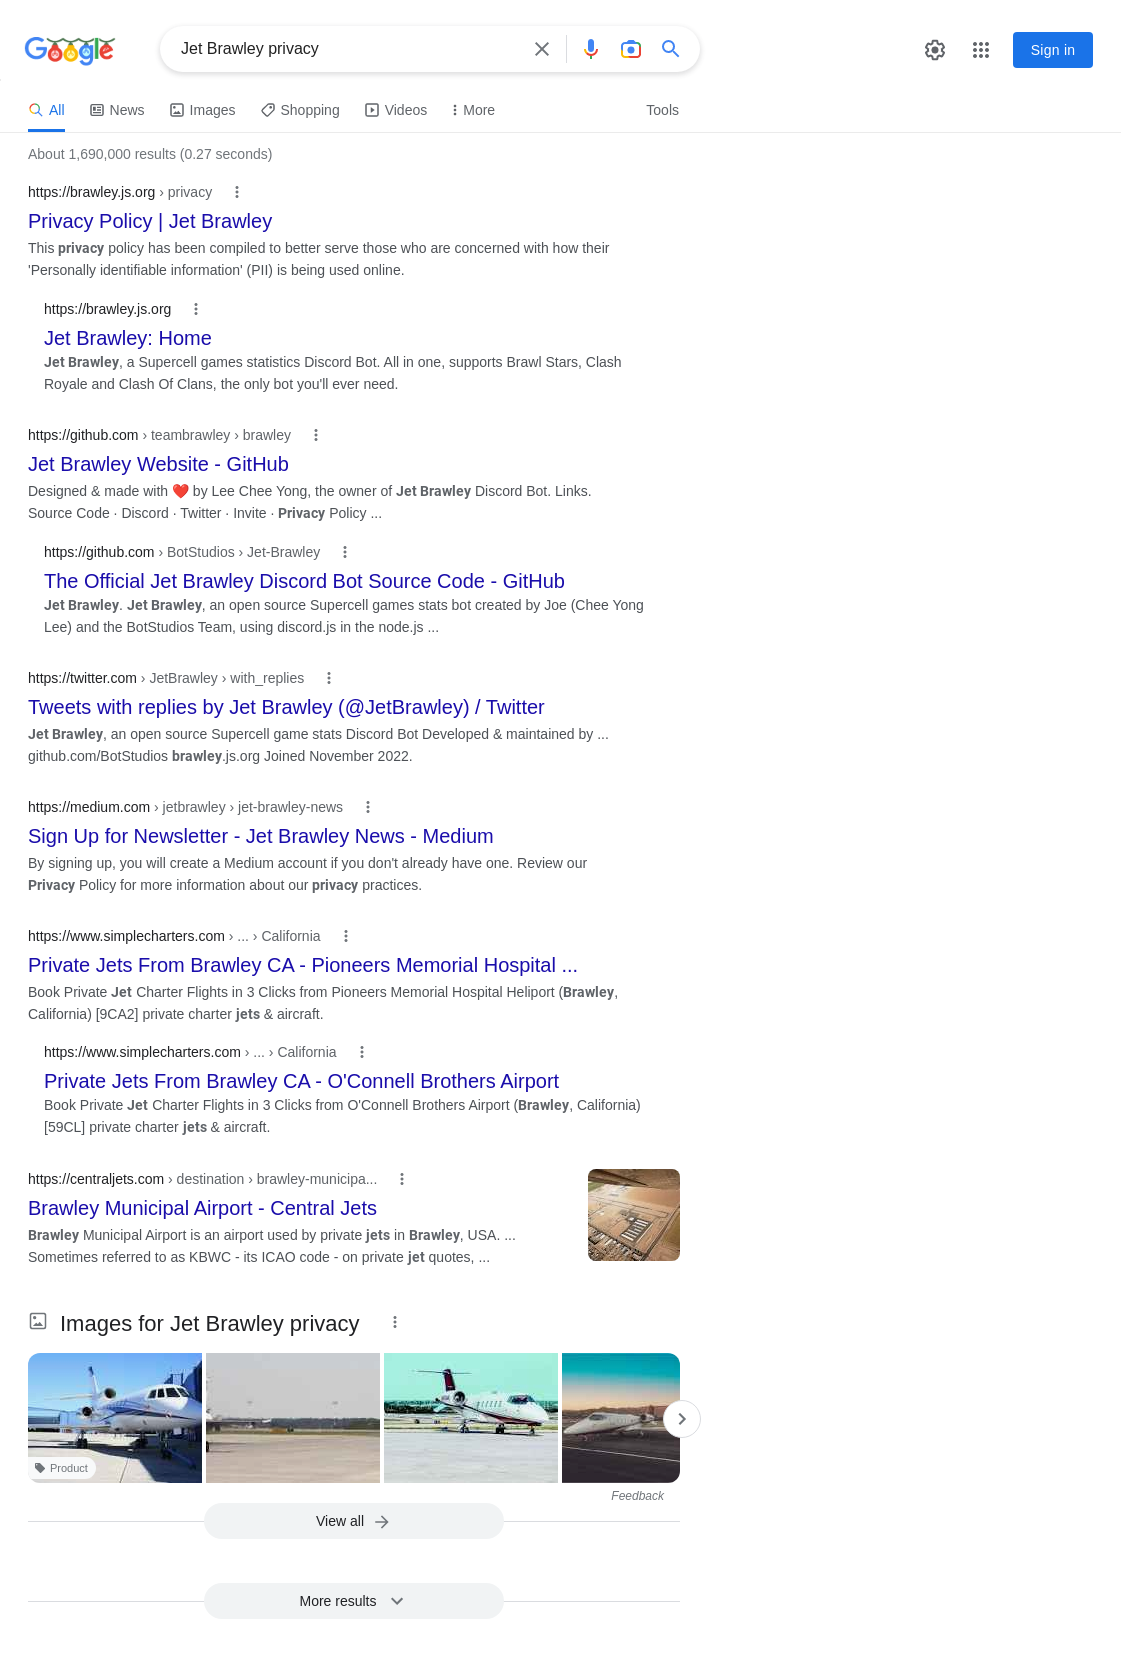 Google
Jet Brawley privacy
Sign in
All News Images Shopping Videos More Tools
About 1,690,000 results (0.27 seconds)
https://brawley.js.org › privacy
Privacy Policy | Jet Brawley
This privacy policy has been compiled to better serve those who are concerned with how their
'Personally identifiable information' (PII) is being used online.
https://brawley.js.org
Jet Brawley: Home
Jet Brawley, a Supercell games statistics Discord Bot. All in one, supports Brawl Stars, Clash
Royale and Clash Of Clans, the only bot you'll ever need.
https://github.com › teambrawley › brawley
Jet Brawley Website - GitHub
Designed & made with ❤️ by Lee Chee Yong, the owner of Jet Brawley Discord Bot. Links.
Source Code · Discord · Twitter · Invite · Privacy Policy ...
https://github.com › BotStudios › Jet-Brawley
The Official Jet Brawley Discord Bot Source Code - GitHub
Jet Brawley. Jet Brawley, an open source Supercell games stats bot created by Joe (Chee Yong
Lee) and the BotStudios Team, using discord.js in the node.js ...
https://twitter.com › JetBrawley › with_replies
Tweets with replies by Jet Brawley (@JetBrawley) / Twitter
Jet Brawley, an open source Supercell game stats Discord Bot Developed & maintained by ...
github.com/BotStudios brawley.js.org Joined November 2022.
https://medium.com › jetbrawley › jet-brawley-news
Sign Up for Newsletter - Jet Brawley News - Medium
By signing up, you will create a Medium account if you don't already have one. Review our
Privacy Policy for more information about our privacy practices.
https://www.simplecharters.com › ... › California
Private Jets From Brawley CA - Pioneers Memorial Hospital ...
Book Private Jet Charter Flights in 3 Clicks from Pioneers Memorial Hospital Heliport (Brawley,
California) [9CA2] private charter jets & aircraft.
https://www.simplecharters.com › ... › California
Private Jets From Brawley CA - O'Connell Brothers Airport
Book Private Jet Charter Flights in 3 Clicks from O'Connell Brothers Airport (Brawley, California)
[59CL] private charter jets & aircraft.
https://centraljets.com › destination › brawley-municipa...
Brawley Municipal Airport - Central Jets
Brawley Municipal Airport is an airport used by private jets in Brawley, USA. ...
Sometimes referred to as KBWC - its ICAO code - on private jet quotes, ...
Images for Jet Brawley privacy
Product
Feedback
View all
More results